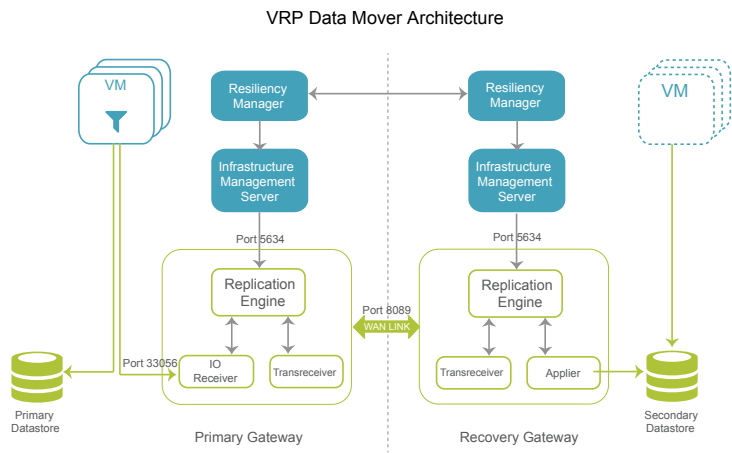 VRP Data Mover Architecture
VM
Resiliency
Manager
Resiliency
Manager
VM
Infrastructure
Management
Server
Infrastructure
Management
Server
Port 5634
Port 5634
Replication
Engine
Replication
Engine
Port 8089
WAN LINK
Port 33056
IO
Receiver
Transreceiver
Transreceiver
Applier
Primary
Datastore
Secondary
Datastore
Primary Gateway
Recovery Gateway